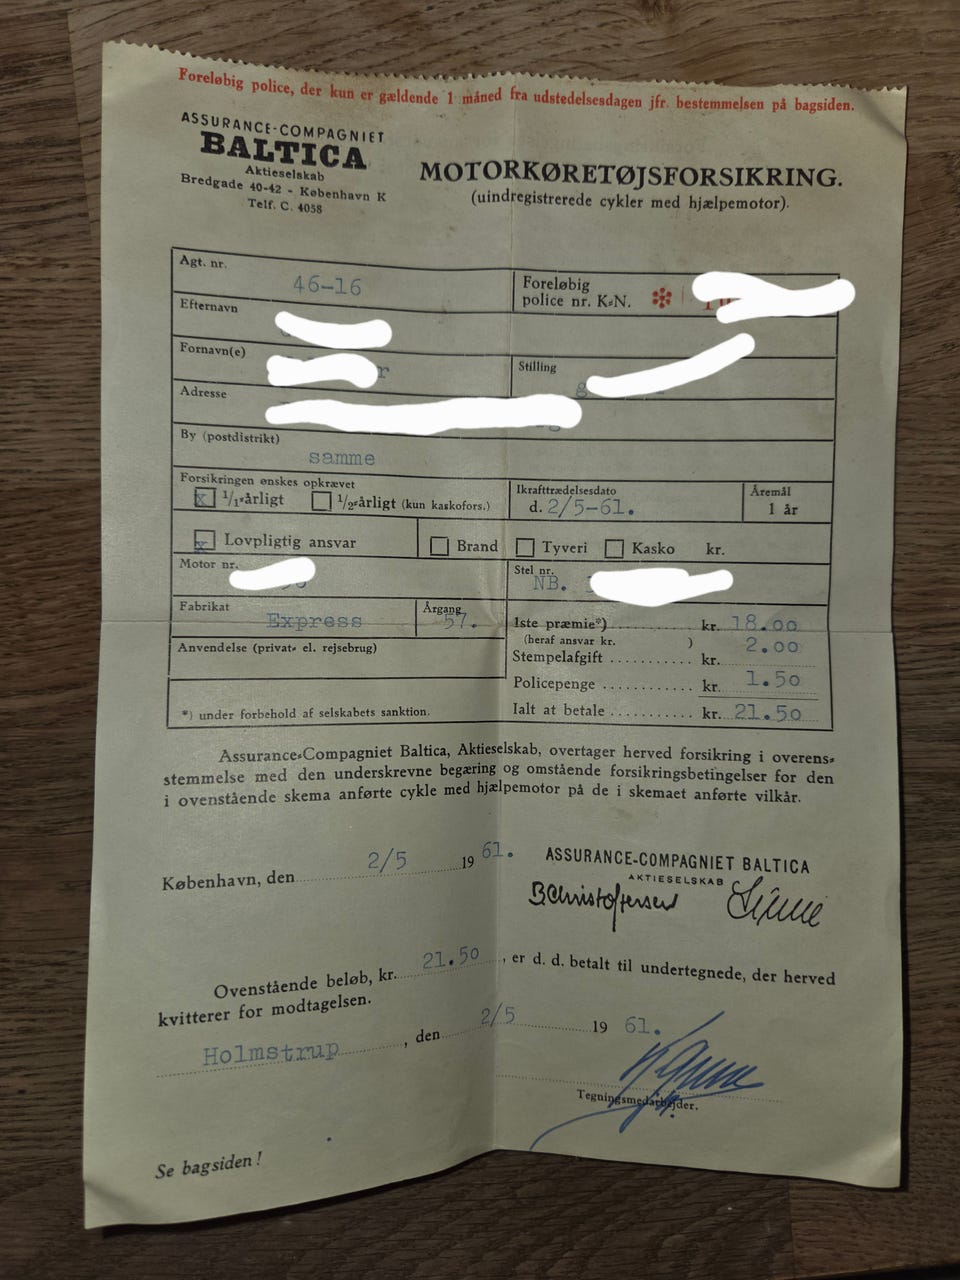 Foreløbig police, der kun er gældende 1 måned fra udstedelsesdagen jfr. bestemmelsen på bagsiden.
ASSURANCE-COMPAGNIET
BALTICA
Aktieselskab
Bredgade 40-42 - København K
Telf. C. 4058
MOTORKØRETØJSFORSIKRING.
(uindregistrerede cykler med hjælpemotor).
Agt. nr.
46-16
Foreløbig
police nr. K-N.
Efternavn
Fornavn(e)
Stilling
Adresse
By (postdistrikt)
samme
Forsikringen ønskes opkrævet
x 1/1-årligt 1/2-årligt (kun kaskofors.)
Ikrafttrædelsesdato
d. 2/5-61.
Åremål
1 år
x Lovpligtig ansvar Brand Tyveri Kasko kr.
Motor nr.
Stel nr.
NB.
Fabrikat
Express
Årgang
57.
Anvendelse (privat- el. rejsebrug)
*) under forbehold af selskabets sanktion.
1ste præmie*) .......... kr. 18.00
(heraf ansvar kr. )
Stempelafgift .......... kr. 2.00
Policepenge ............ kr. 1.50
Ialt at betale .......... kr. 21.50
Assurance-Compagniet Baltica, Aktieselskab, overtager herved forsikring i overens-
stemmelse med den underskrevne begæring og omstående forsikringsbetingelser for den
i ovenstående skema anførte cykle med hjælpemotor på de i skemaet anførte vilkår.
København, den 2/5 19 61.
ASSURANCE-COMPAGNIET BALTICA
AKTIESELSKAB
B Christoffersen
Ovenstående beløb, kr. 21.50, er d. d. betalt til undertegnede, der herved
kvitterer for modtagelsen.
Holmstrup, den 2/5 19 61.
Tegningsmedarbejder.
Se bagsiden!